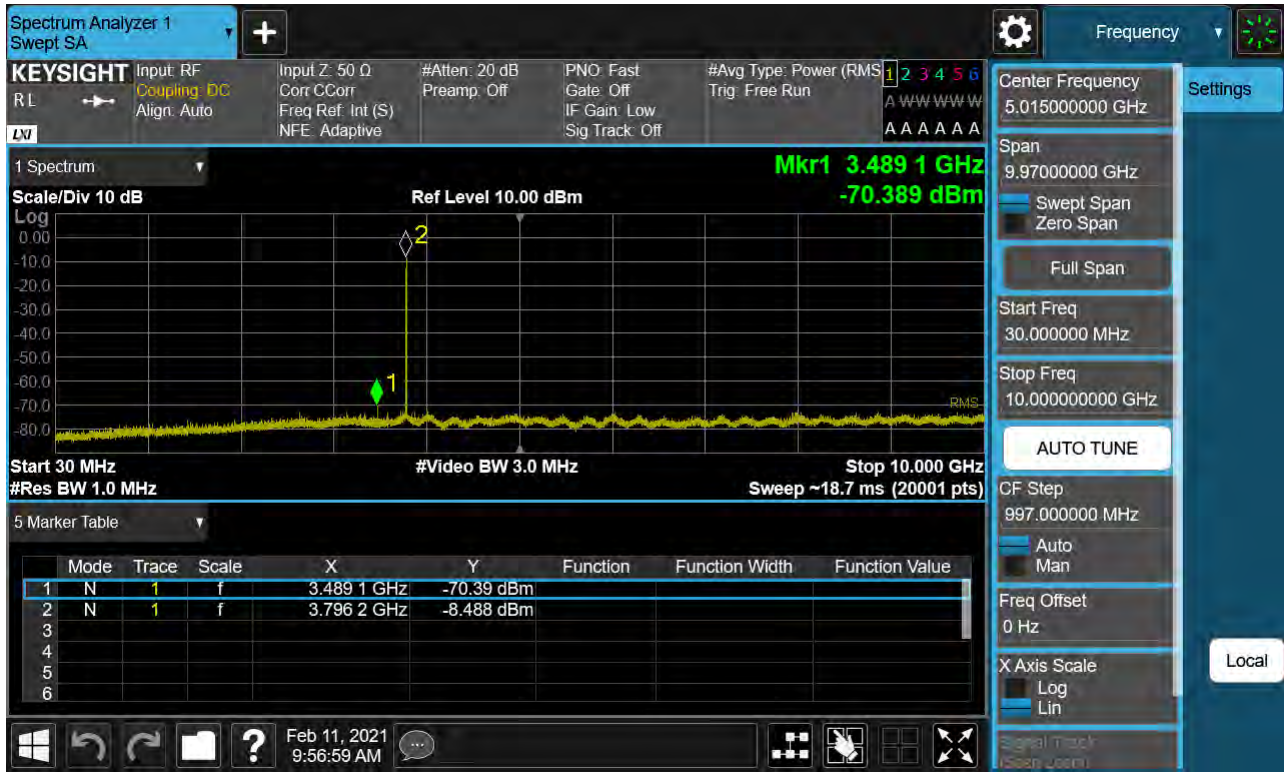 Spectrum Analyzer 1
Swept SA
+
Frequency
KEYSIGHT
RL
LXI
Input: RF
Coupling: DC
Align: Auto
Input Z: 50 Ω
Corr CCorr
Freq Ref: Int (S)
NFE: Adaptive
#Atten: 20 dB
Preamp: Off
PNO: Fast
Gate: Off
IF Gain: Low
Sig Track: Off
#Avg Type: Power (RMS
Trig: Free Run
1 2 3 4 5 6
A W W W W W
A A A A A A
1 Spectrum
Mkr1 3.489 1 GHz
-70.389 dBm
Scale/Div 10 dB
Ref Level 10.00 dBm
Log
0.00
-10.0
-20.0
-30.0
-40.0
-50.0
-60.0
-70.0
-80.0
2
1
RMS
Start 30 MHz
#Video BW 3.0 MHz
Stop 10.000 GHz
#Res BW 1.0 MHz
Sweep ~18.7 ms (20001 pts)
5 Marker Table
Mode Trace Scale X Y Function Function Width Function Value
1 N 1 f 3.489 1 GHz -70.39 dBm
2 N 1 f 3.796 2 GHz -8.488 dBm
3
4
5
6
?
Feb 11, 2021
9:56:59 AM
Center Frequency
5.015000000 GHz
Span
9.97000000 GHz
Swept Span
Zero Span
Full Span
Start Freq
30.000000 MHz
Stop Freq
10.000000000 GHz
AUTO TUNE
CF Step
997.000000 MHz
Auto
Man
Freq Offset
0 Hz
X Axis Scale
Log
Lin
Signal Track
(Span Zoom)
Settings
Local